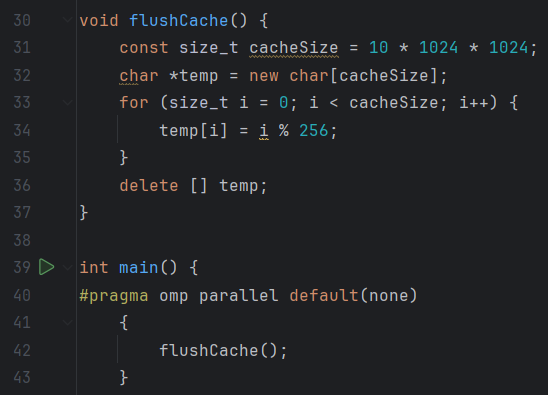 30 void flushCache() {
31     const size_t cacheSize = 10 * 1024 * 1024;
32     char *temp = new char[cacheSize];
33     for (size_t i = 0; i < cacheSize; i++) {
34         temp[i] = i % 256;
35     }
36     delete [] temp;
37 }
38
39 int main() {
40 #pragma omp parallel default(none)
41     {
42         flushCache();
43     }